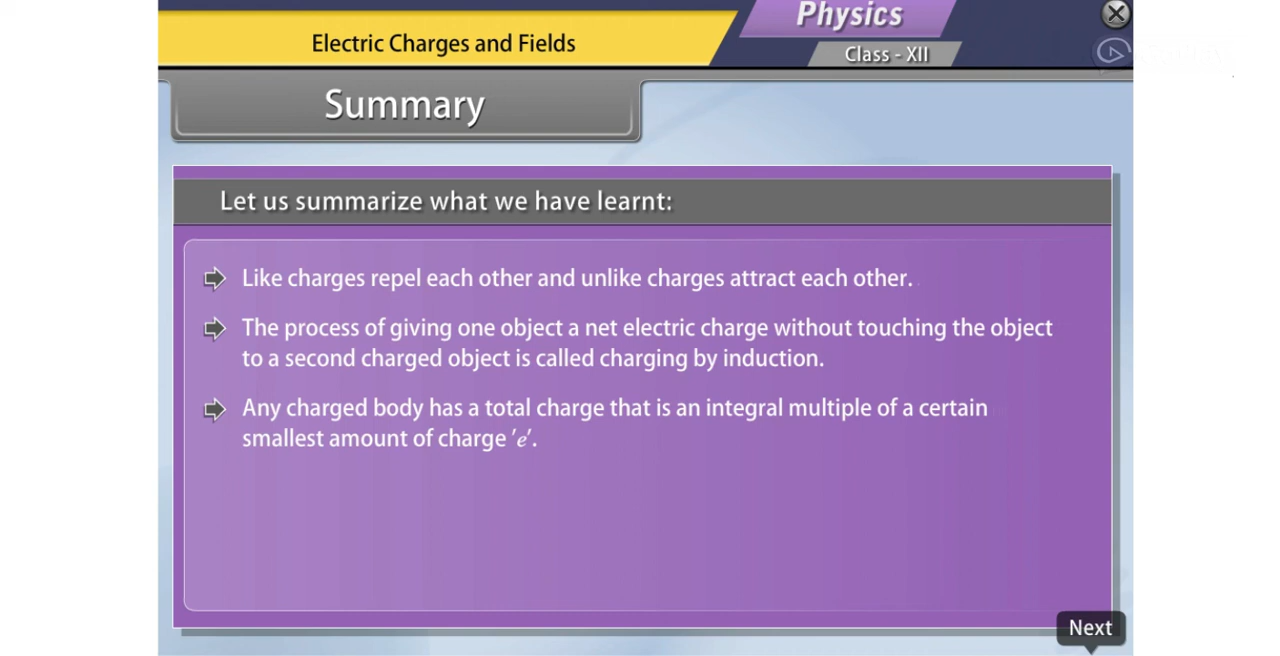 Physics
Electric Charges and Fields
Class - XII
Summary
Let us summarize what we have learnt:
Like charges repel each other and unlike charges attract each other.
The process of giving one object a net electric charge without touching the object
to a second charged object is called charging by induction.
Any charged body has a total charge that is an integral multiple of a certain
smallest amount of charge 'e'.
Next